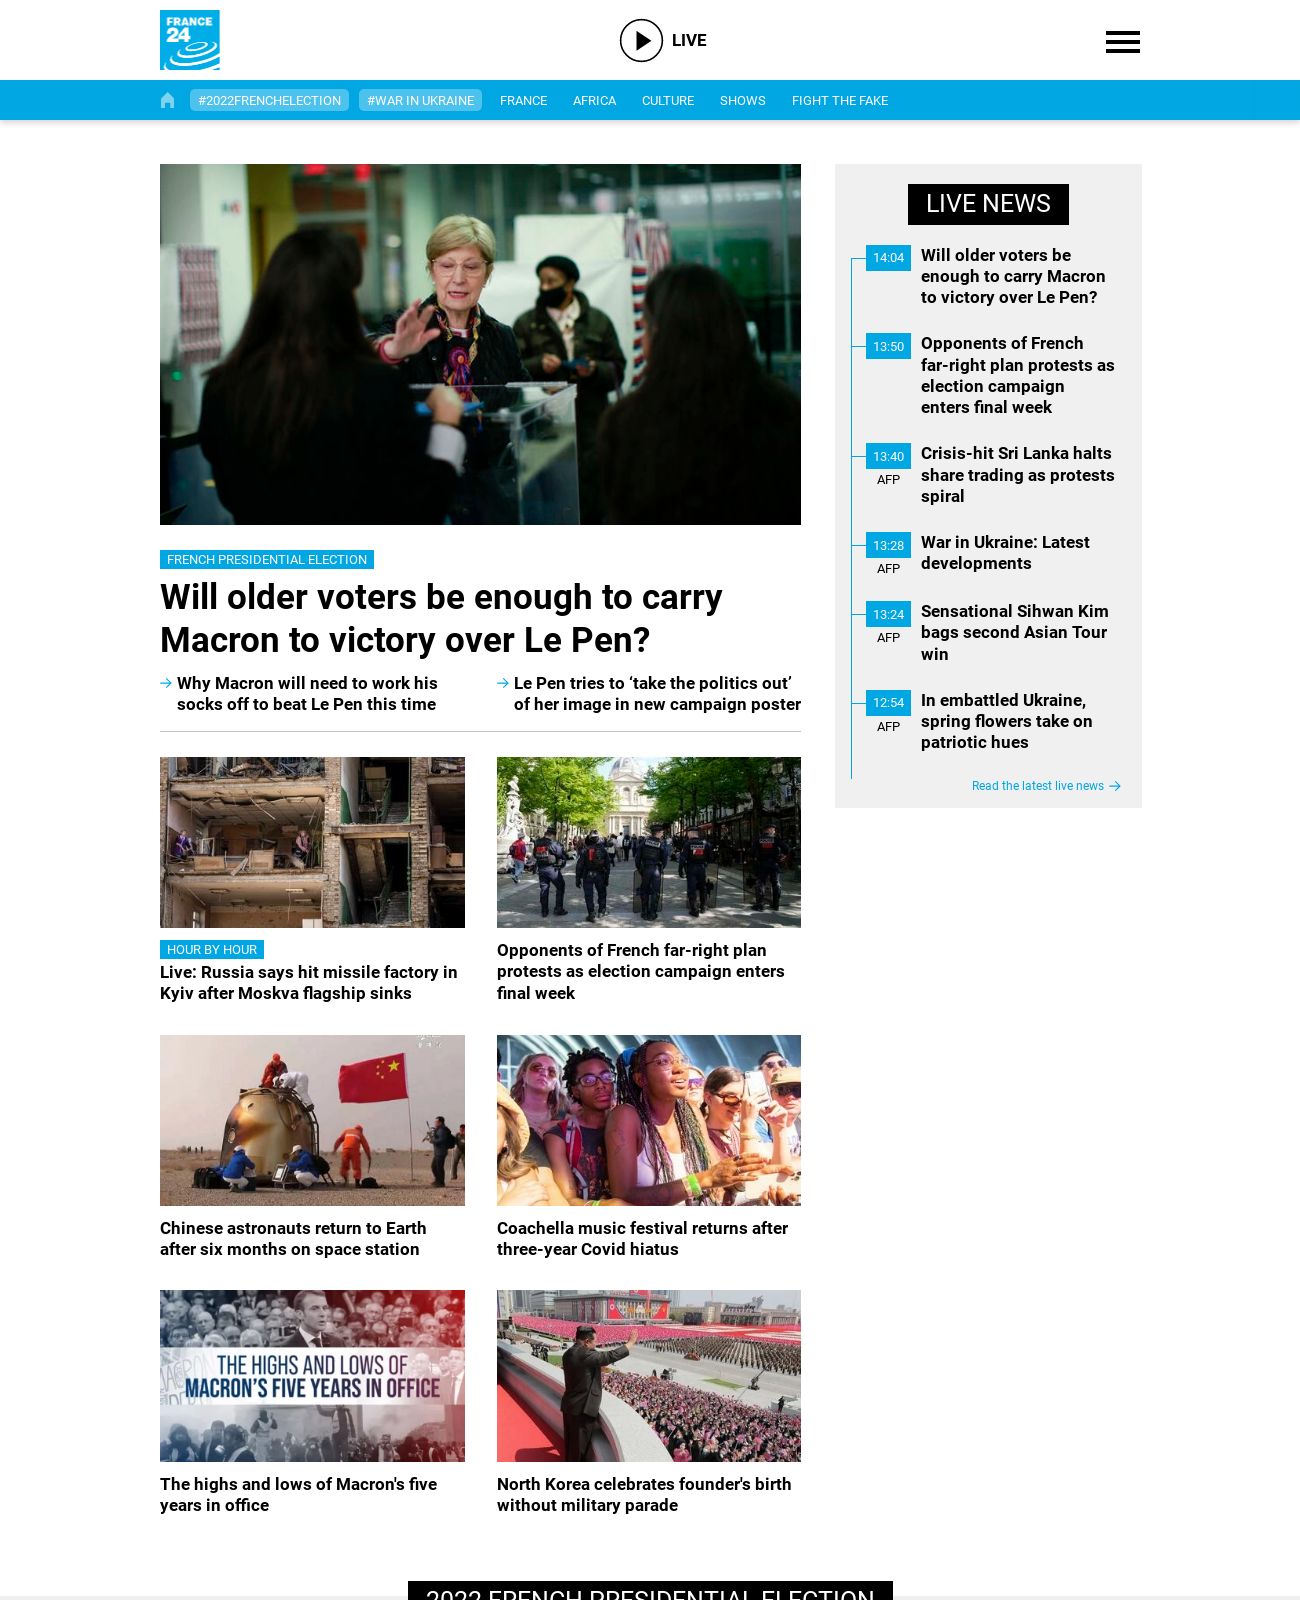 FRANCE
24
LIVE
#2022FRENCHELECTION
#WAR IN UKRAINE
FRANCE
AFRICA
CULTURE
SHOWS
FIGHT THE FAKE
FRENCH PRESIDENTIAL ELECTION
Will older voters be enough to carry
Macron to victory over Le Pen?
Why Macron will need to work his
socks off to beat Le Pen this time
Le Pen tries to ‘take the politics out’
of her image in new campaign poster
HOUR BY HOUR
Live: Russia says hit missile factory in
Kyiv after Moskva flagship sinks
Opponents of French far-right plan
protests as election campaign enters
final week
Chinese astronauts return to Earth
after six months on space station
Coachella music festival returns after
three-year Covid hiatus
THE HIGHS AND LOWS OF
MACRON'S FIVE YEARS IN OFFICE
The highs and lows of Macron's five
years in office
North Korea celebrates founder's birth
without military parade
LIVE NEWS
14:04
Will older voters be
enough to carry Macron
to victory over Le Pen?
13:50
Opponents of French
far-right plan protests as
election campaign
enters final week
13:40
AFP
Crisis-hit Sri Lanka halts
share trading as protests
spiral
13:28
AFP
War in Ukraine: Latest
developments
13:24
AFP
Sensational Sihwan Kim
bags second Asian Tour
win
12:54
AFP
In embattled Ukraine,
spring flowers take on
patriotic hues
Read the latest live news
2022 FRENCH PRESIDENTIAL ELECTION